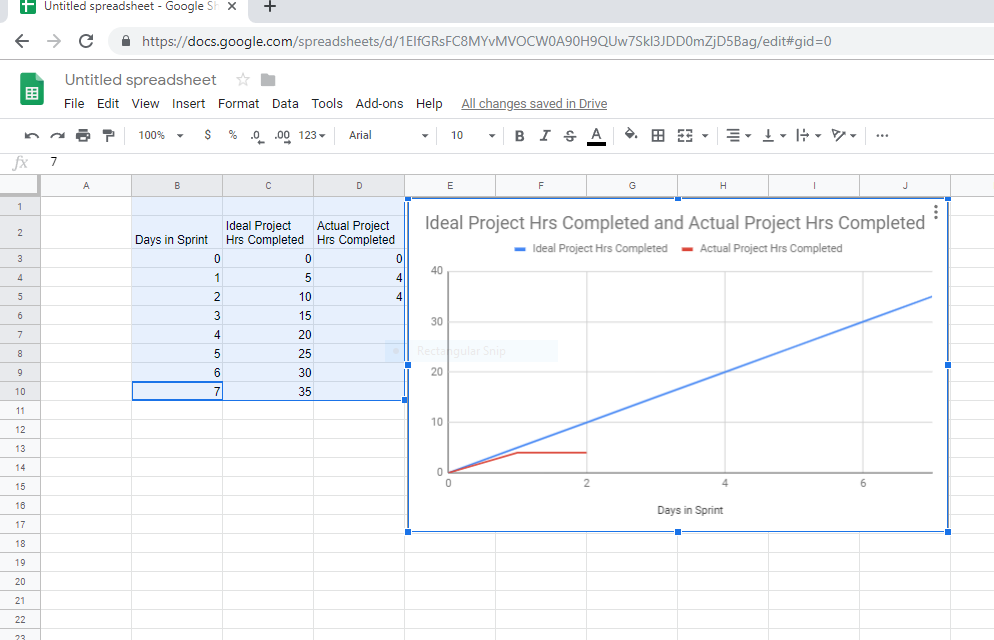 Untitled spreadsheet - Google Sh
https://docs.google.com/spreadsheets/d/1ElfGRsFC8MYvMVOCW0A90H9QUw7Skl3JDD0mZjD5Bag/edit#gid=0
Untitled spreadsheet
File Edit View Insert Format Data Tools Add-ons Help All changes saved in Drive
100% $ % .0 .00 123 Arial 10 B I S A
fx 7
A B C D E F G H I J
1
2 Days in Sprint Ideal Project Hrs Completed Actual Project Hrs Completed
3 0 0 0
4 1 5 4
5 2 10 4
6 3 15
7 4 20
8 5 25
9 6 30
10 7 35
11
12
13
14
15
16
17
18
19
20
21
22
23
Ideal Project Hrs Completed and Actual Project Hrs Completed
Ideal Project Hrs Completed Actual Project Hrs Completed
40
30
Rectangular Snip
20
10
0
0 2 4 6
Days in Sprint